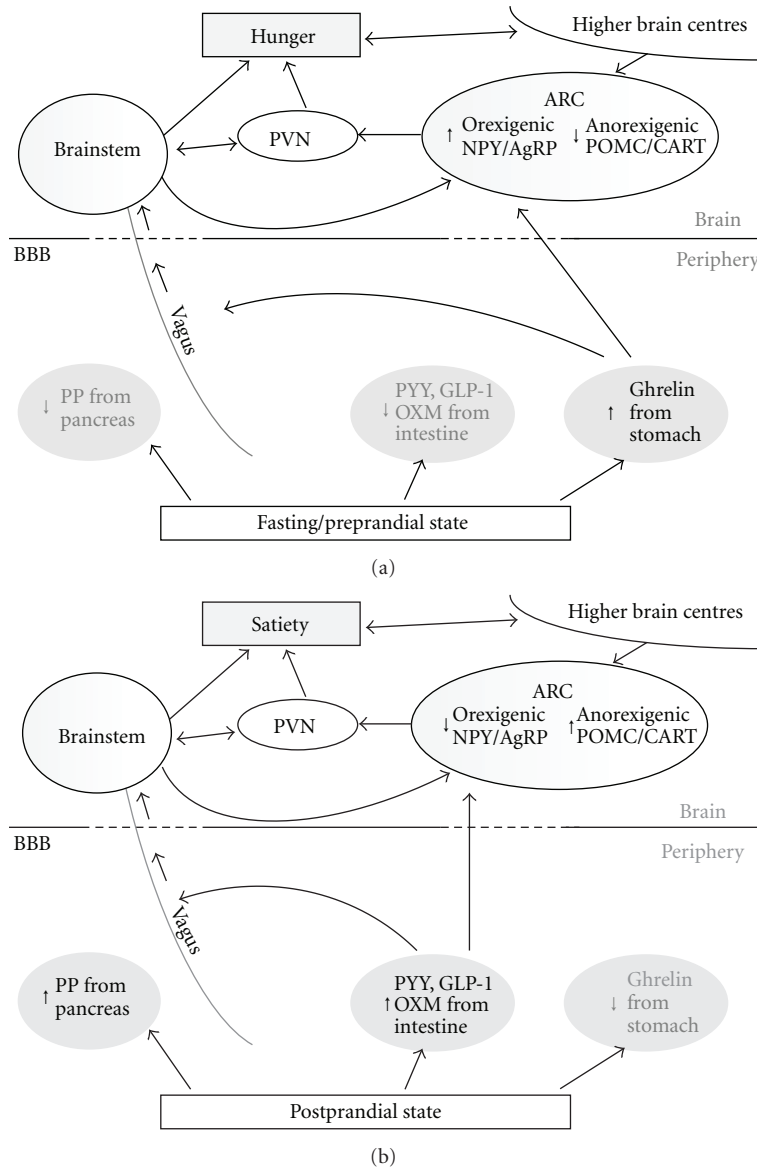 Hunger
Higher brain centres
ARC
Brainstem
PVN
↑ Orexigenic NPY/AgRP
↓ Anorexigenic POMC/CART
Brain
BBB
Periphery
Vagus
↓ PP from pancreas
PYY, GLP-1
↓ OXM from
intestine
Ghrelin
↑ from
stomach
Fasting/preprandial state
(a)
Satiety
Higher brain centres
ARC
Brainstem
PVN
↓ Orexigenic NPY/AgRP
↑ Anorexigenic POMC/CART
Brain
BBB
Periphery
Vagus
↑ PP from pancreas
PYY, GLP-1
↑ OXM from
intestine
Ghrelin
↓ from
stomach
Postprandial state
(b)